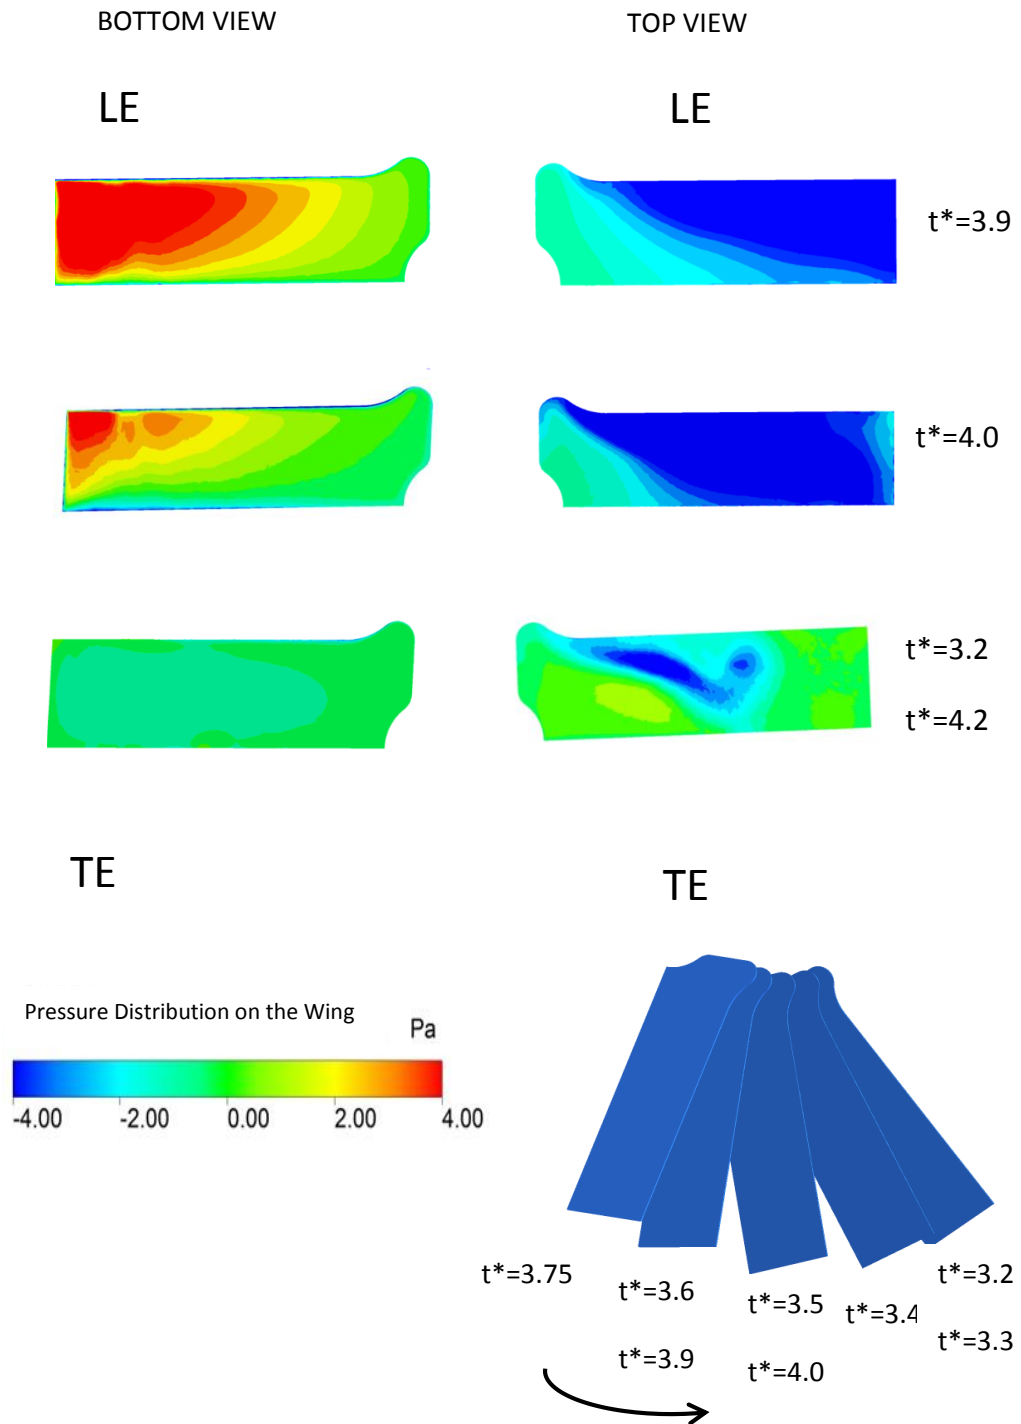 BOTTOM VIEW
TOP VIEW
LE
LE
t*=3.9
t*=4.0
t*=3.2
t*=4.2
TE
TE
Pressure Distribution on the Wing
Pa
-4.00 -2.00 0.00 2.00 4.00
t*=3.75
t*=3.6
t*=3.5
t*=3.4
t*=3.2
t*=3.3
t*=3.9
t*=4.0